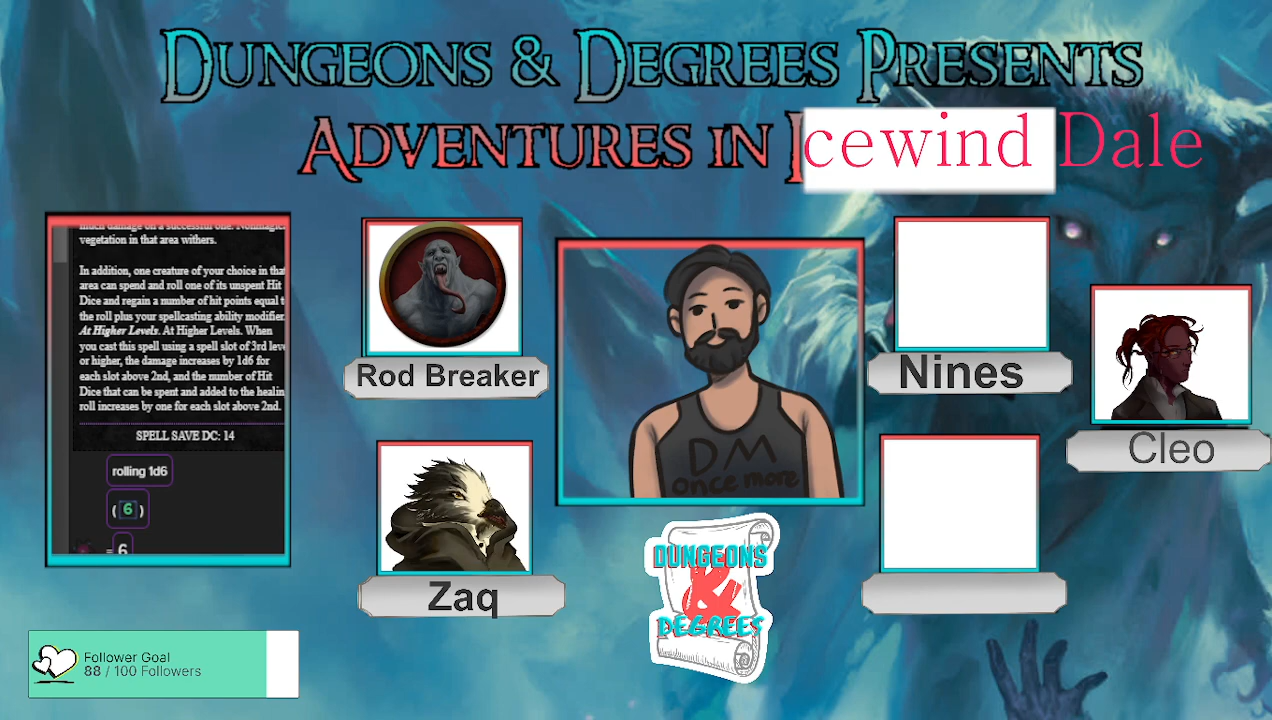 DUNGEONS & DEGREES PRESENTS
ADVENTURES IN Icewind Dale
vegetation in that area withers.
In addition, one creature of your choice in that
area can spend and roll one of its unspent Hit
Dice and regain a number of hit points equal t
the roll plus your spellcasting ability modifier.
At Higher Levels. At Higher Levels. When
you cast this spell using a spell slot of 3rd leve
or higher, the damage increases by 1d6 for
each slot above 2nd, and the number of Hit
Dice that can be spent and added to the healin
roll increases by one for each slot above 2nd.
SPELL SAVE DC: 14
rolling 1d6
( 6 )
= 6
Rod Breaker
Zaq
DM
once more
Nines
Cleo
DUNGEONS
&
DEGREES
Follower Goal
88 / 100 Followers